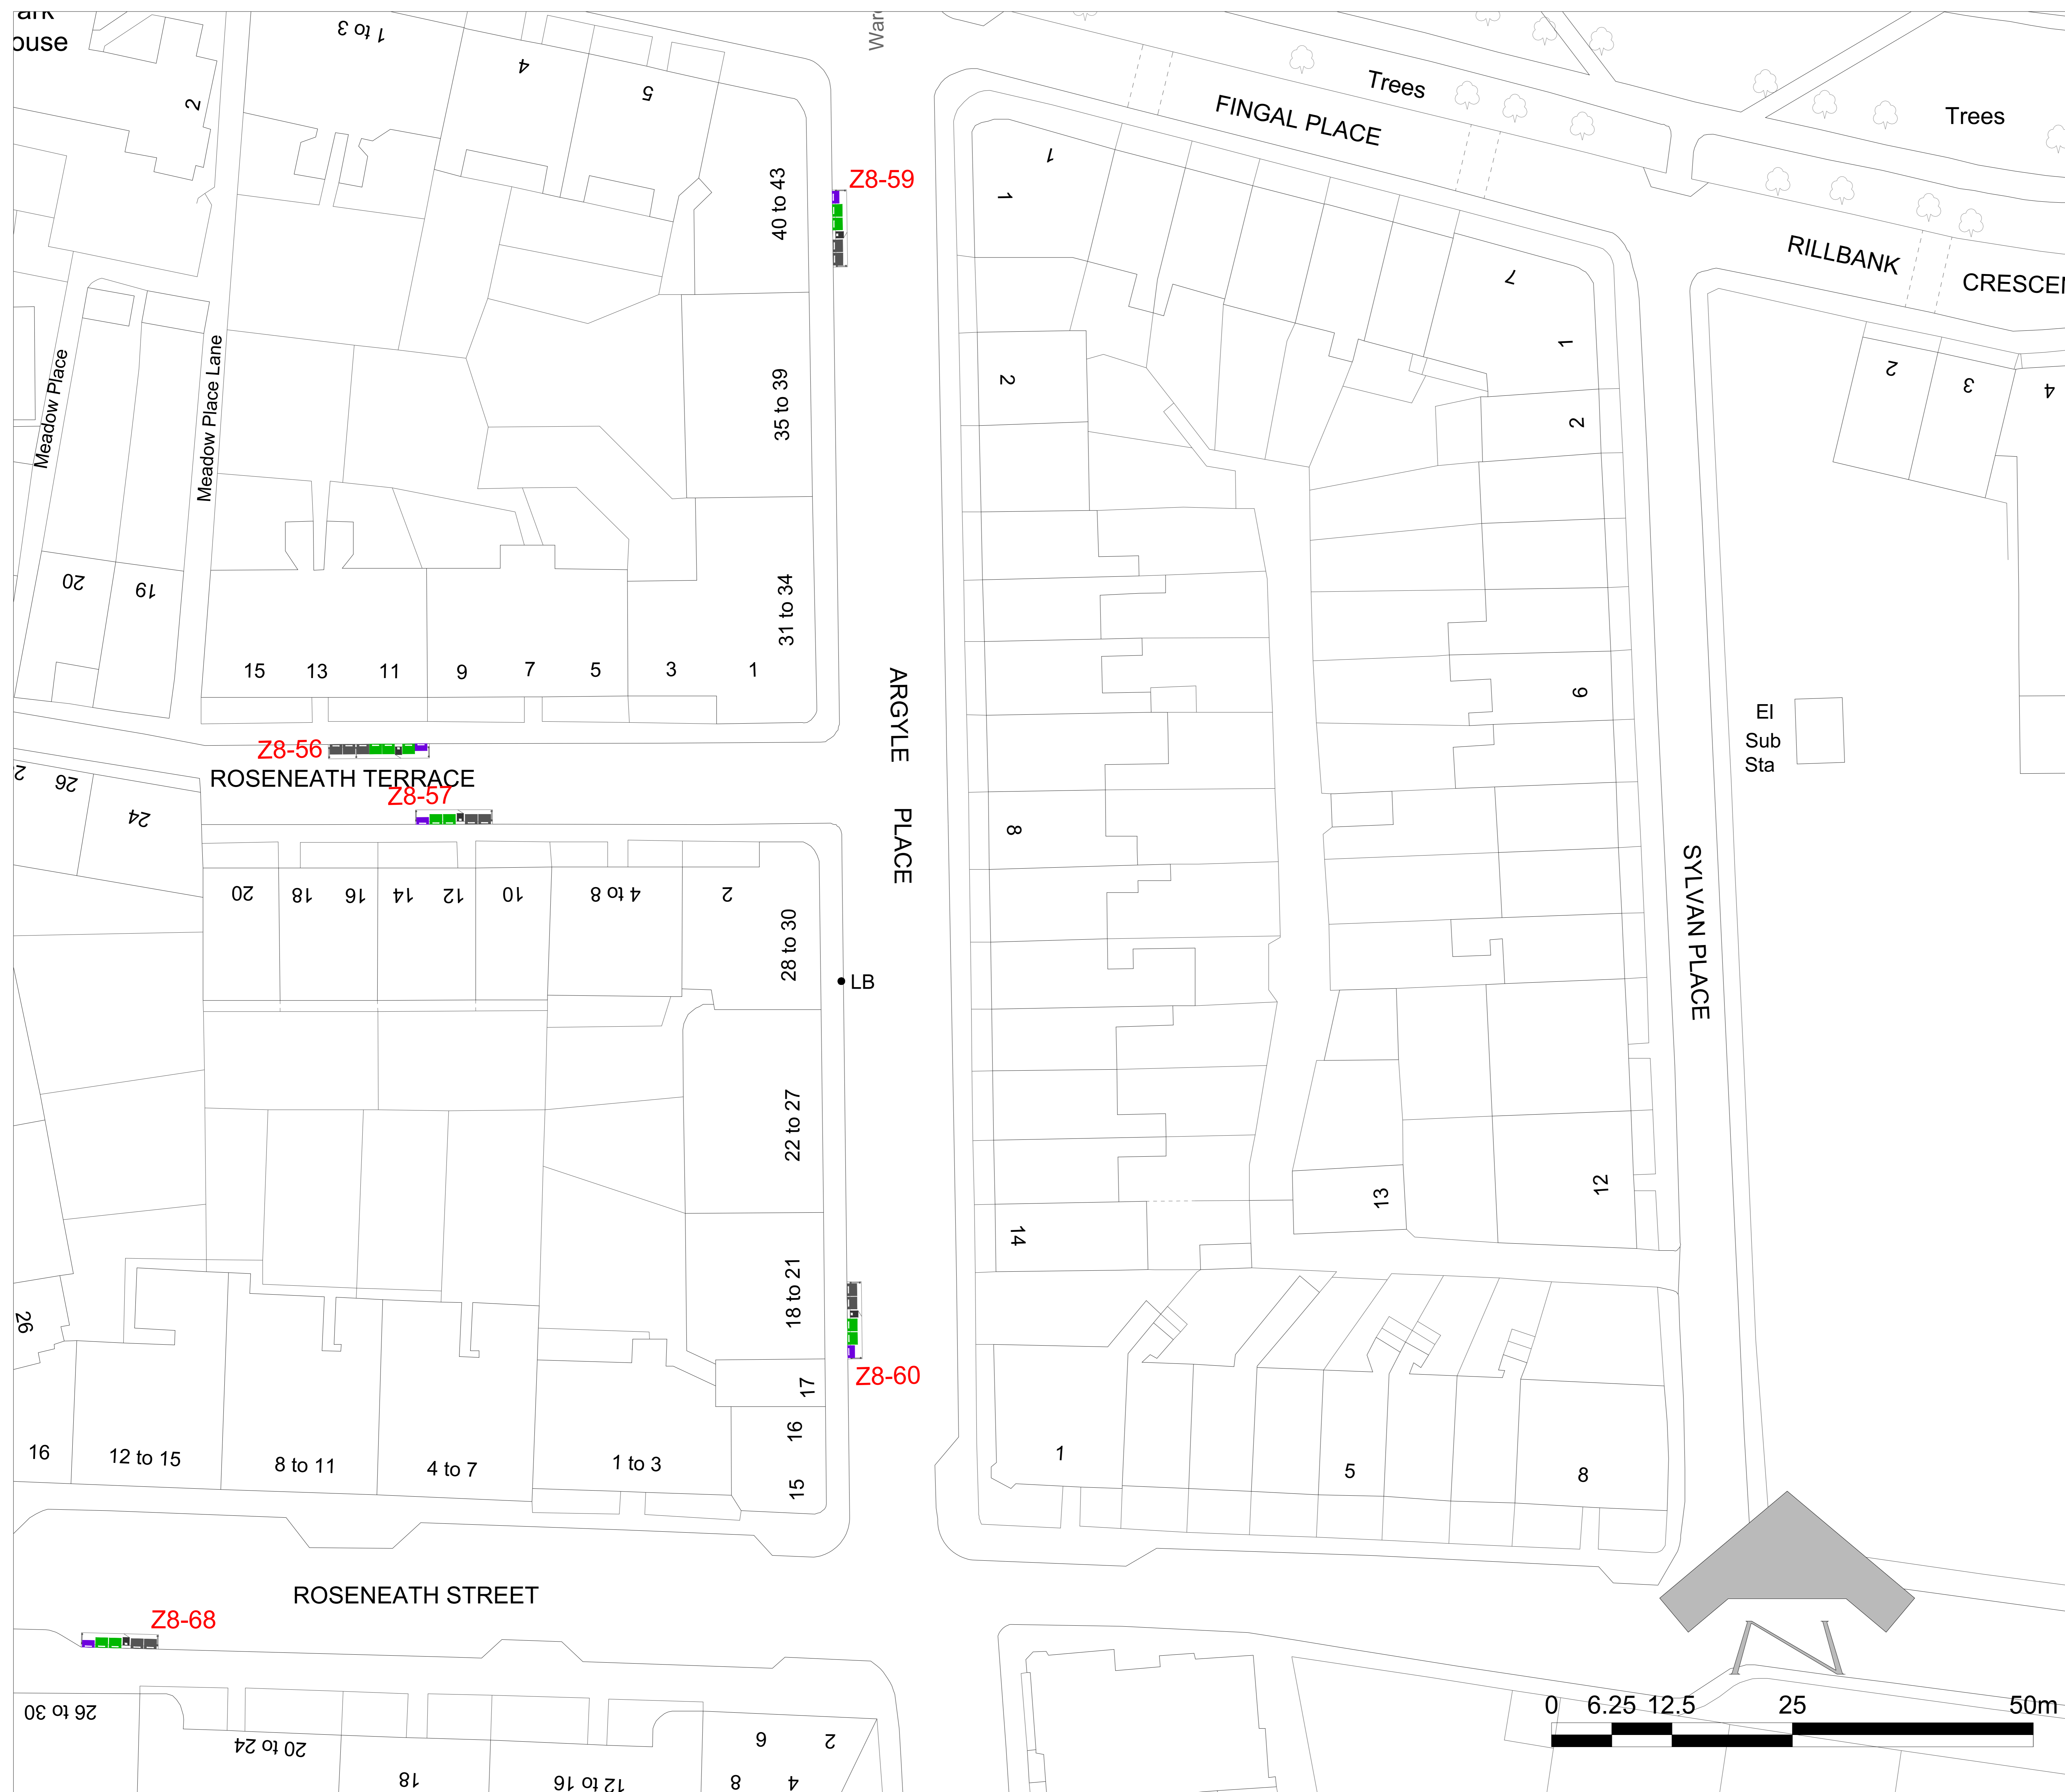 ouse
1 to 3
4
5
2
40 to 43
Z8-59
Trees
FINGAL PLACE
Trees
1
1
7
1
RILLBANK
CRESCEN
2
2
2
3
4
Meadow Place
Meadow Place Lane
35 to 39
31 to 34
20
19
15
13
11
9
7
5
3
1
ARGYLE
PLACE
9
El
Sub
Sta
Z8-56
ROSENEATH TERRACE
Z8-57
26
24
20
18
16
14
12
10
4 to 8
2
28 to 30
LB
8
SYLVAN PLACE
22 to 27
14
13
12
18 to 21
26
17
Z8-60
16
12 to 15
8 to 11
4 to 7
1 to 3
16
15
1
5
8
ROSENEATH STREET
Z8-68
26 to 30
20 to 24
18
12 to 16
6
2
8
4
N
0 6.25 12.5 25 50m